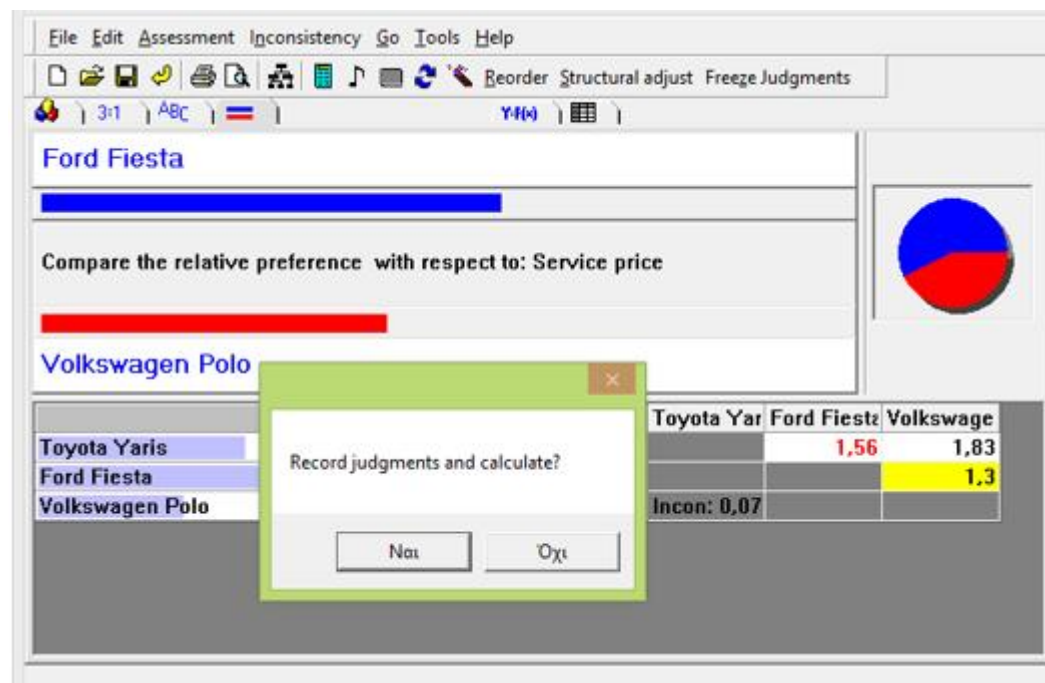 File Edit Assessment Inconsistency Go Tools Help
Reorder Structural adjust Freeze Judgments
3:1 ABC Y=F(x)
Ford Fiesta
Compare the relative preference with respect to: Service price
Volkswagen Polo
Toyota Yar Ford Fiesta Volkswage
Toyota Yaris 1,56 1,83
Ford Fiesta 1,3
Volkswagen Polo Incon: 0,07
Record judgments and calculate?
Ναι Όχι